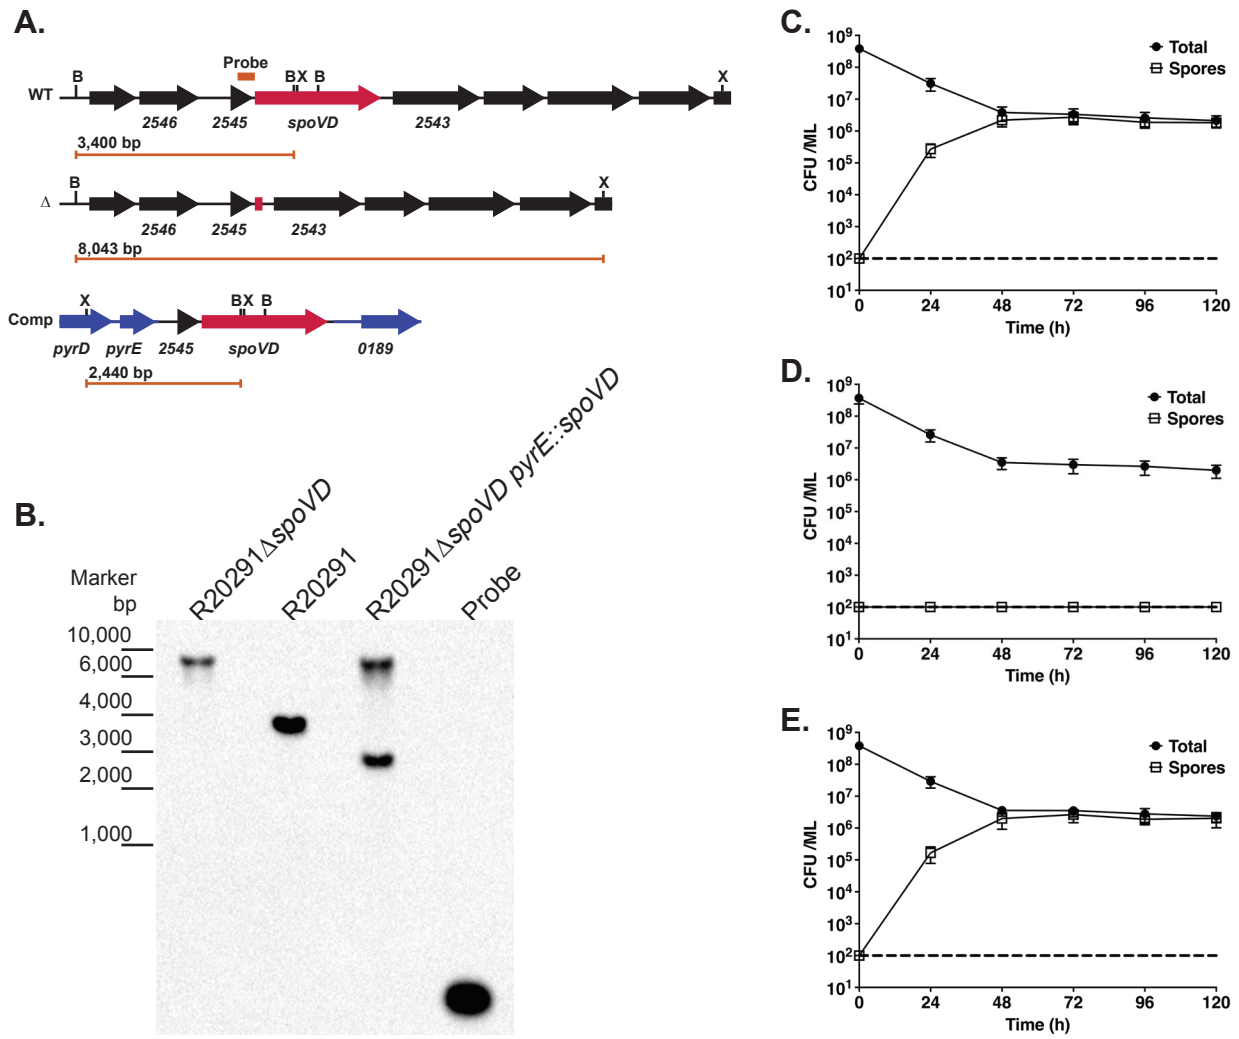 A.
Probe
B BX B X
WT
2546 2545 spoVD 2543
3,400 bp
B X
Δ
2546 2545 2543
8,043 bp
X BX B
Comp
pyrD pyrE 2545 spoVD 0189
2,440 bp
B.
R20291ΔspoVD
R20291
R20291ΔspoVD pyrE::spoVD
Probe
Marker
bp
10,000
6,000
4,000
3,000
2,000
1,000
C.
CFU /ML
10⁹
10⁸
10⁷
10⁶
10⁵
10⁴
10³
10²
10¹
Total
Spores
0 24 48 72 96 120
Time (h)
D.
CFU /ML
10⁹
10⁸
10⁷
10⁶
10⁵
10⁴
10³
10²
10¹
Total
Spores
0 24 48 72 96 120
Time (h)
E.
CFU /ML
10⁹
10⁸
10⁷
10⁶
10⁵
10⁴
10³
10²
10¹
Total
Spores
0 24 48 72 96 120
Time (h)